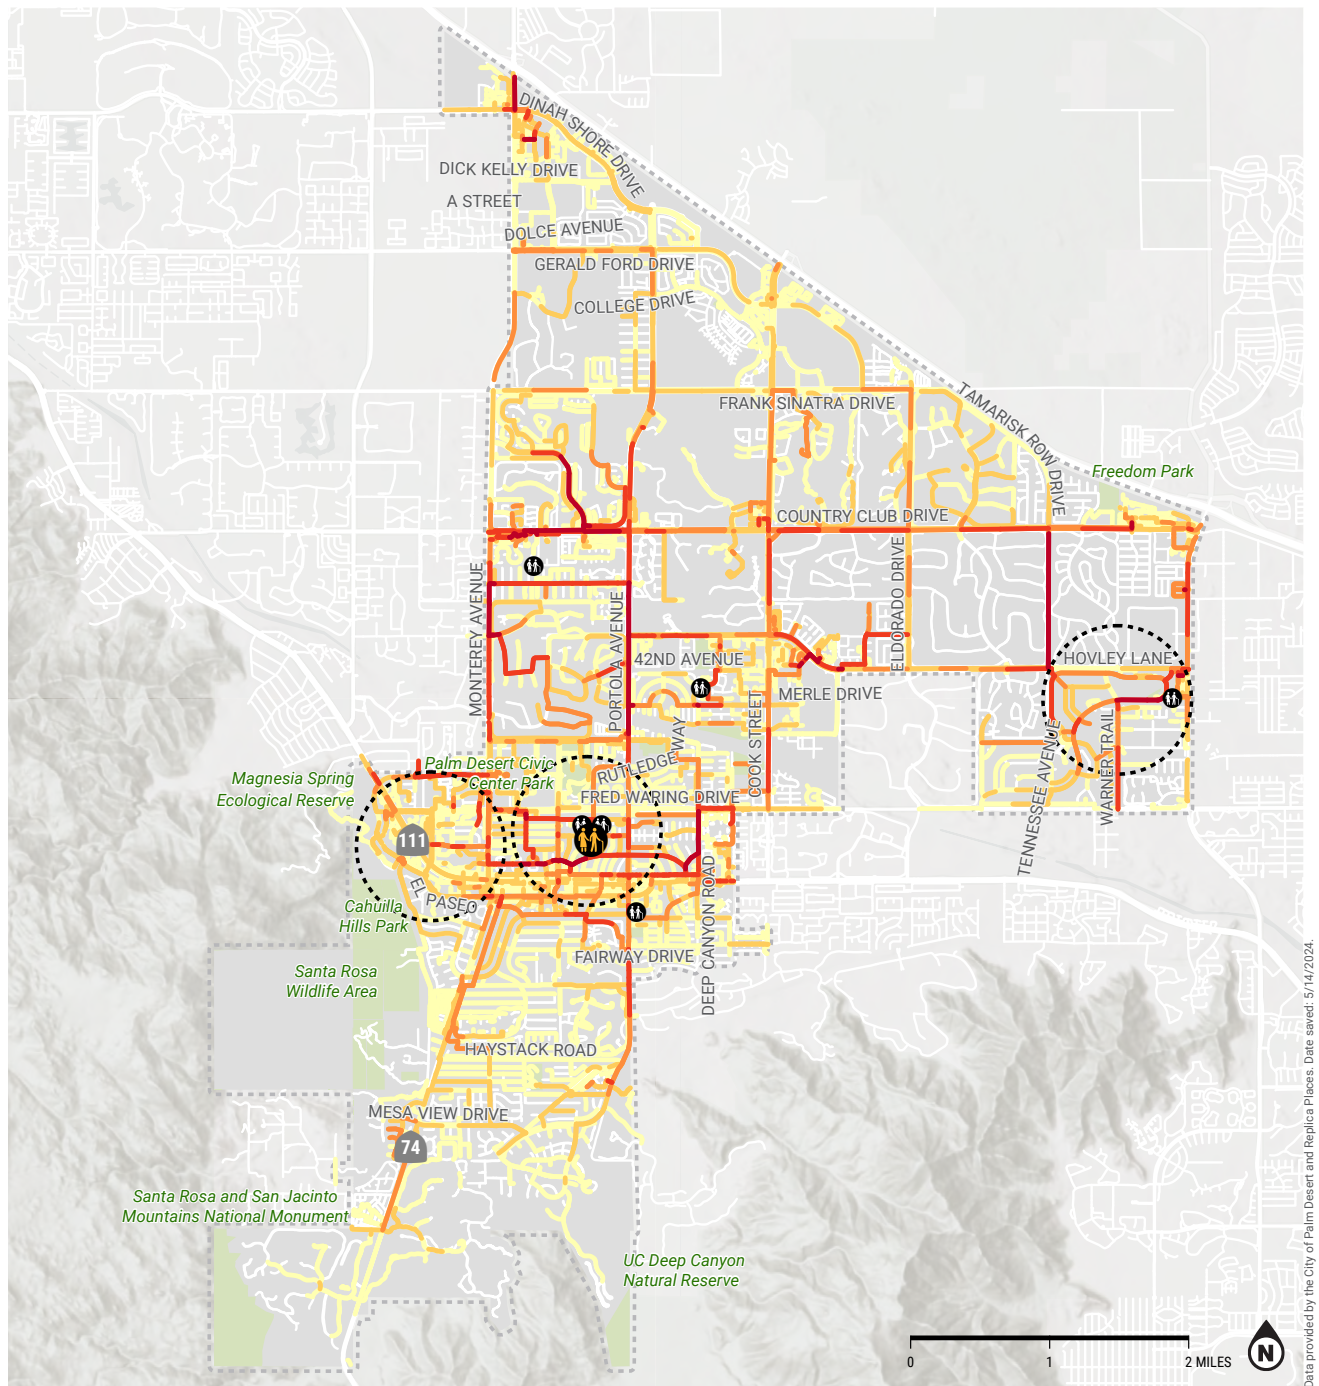 DINAH SHORE DRIVE
DICK KELLY DRIVE
A STREET
DOLCE AVENUE
GERALD FORD DRIVE
COLLEGE DRIVE
FRANK SINATRA DRIVE
TAMARISK ROW DRIVE
Freedom Park
COUNTRY CLUB DRIVE
MONTEREY AVENUE
PORTOLA AVENUE
ELDORADO DRIVE
42ND AVENUE
HOVLEY LANE
MERLE DRIVE
COOK STREET
RUTLEDGE WAY
TENNESSEE AVENUE
WARNER TRAIL
Palm Desert Civic
Center Park
Magnesia Spring
Ecological Reserve
FRED WARING DRIVE
111
EL PASEO
DEEP CANYON ROAD
Cahuilla
Hills Park
FAIRWAY DRIVE
Santa Rosa
Wildlife Area
HAYSTACK ROAD
MESA VIEW DRIVE
74
Santa Rosa and San Jacinto
Mountains National Monument
UC Deep Canyon
Natural Reserve
0 1 2 MILES
N
Data provided by the City of Palm Desert and Replica Places. Date saved: 5/14/2024.